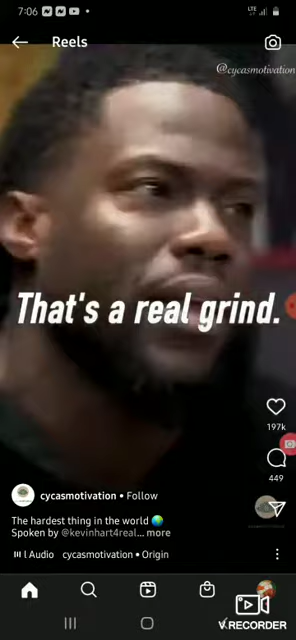 7:06
LTE
Reels
@cycasmotivation
That's a real grind.
197k
449
cycasmotivation • Follow
The hardest thing in the world 🌏
Spoken by @kevinhart4real... more
l Audio cycasmotivation • Origin
VRECORDER